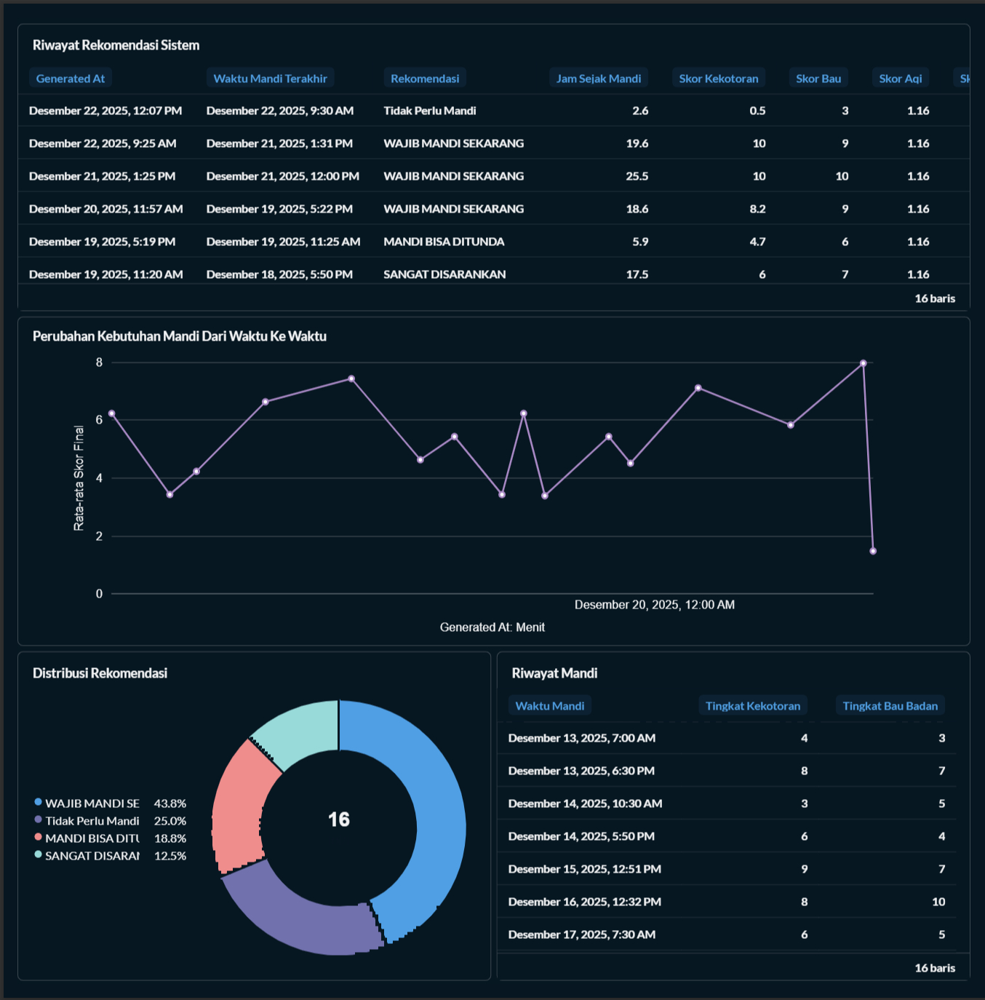 Riwayat Rekomendasi Sistem
Generated At Waktu Mandi Terakhir Rekomendasi Jam Sejak Mandi Skor Kekotoran Skor Bau Skor Aqi Sk
Desember 22, 2025, 12:07 PM Desember 22, 2025, 9:30 AM Tidak Perlu Mandi 2.6 0.5 3 1.16
Desember 22, 2025, 9:25 AM Desember 21, 2025, 1:31 PM WAJIB MANDI SEKARANG 19.6 10 9 1.16
Desember 21, 2025, 1:25 PM Desember 21, 2025, 12:00 PM WAJIB MANDI SEKARANG 25.5 10 10 1.16
Desember 20, 2025, 11:57 AM Desember 19, 2025, 5:22 PM WAJIB MANDI SEKARANG 18.6 8.2 9 1.16
Desember 19, 2025, 5:19 PM Desember 19, 2025, 11:25 AM MANDI BISA DITUNDA 5.9 4.7 6 1.16
Desember 19, 2025, 11:20 AM Desember 18, 2025, 5:50 PM SANGAT DISARANKAN 17.5 6 7 1.16
16 baris
Perubahan Kebutuhan Mandi Dari Waktu Ke Waktu
8
6
4
2
0
Rata-rata Skor Final
Desember 20, 2025, 12:00 AM
Generated At: Menit
Distribusi Rekomendasi
WAJIB MANDI SE 43.8%
Tidak Perlu Mandi 25.0%
MANDI BISA DITU 18.8%
SANGAT DISARAN 12.5%
16
Riwayat Mandi
Waktu Mandi Tingkat Kekotoran Tingkat Bau Badan
Desember 13, 2025, 7:00 AM 4 3
Desember 13, 2025, 6:30 PM 8 7
Desember 14, 2025, 10:30 AM 3 5
Desember 14, 2025, 5:50 PM 6 4
Desember 15, 2025, 12:51 PM 9 7
Desember 16, 2025, 12:32 PM 8 10
Desember 17, 2025, 7:30 AM 6 5
16 baris